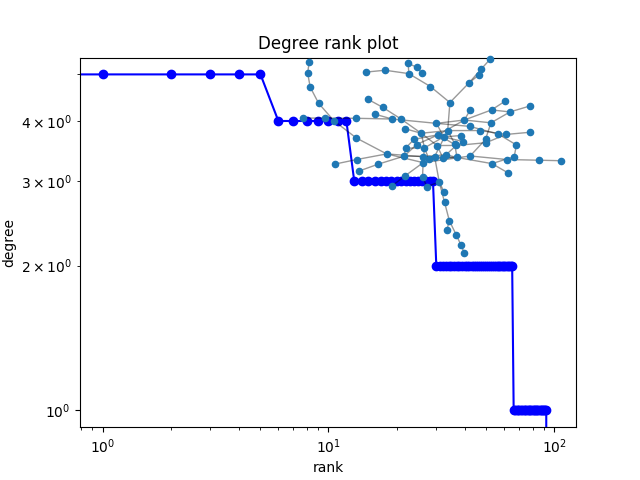 Degree rank plot
degree
4 × 10⁰
3 × 10⁰
2 × 10⁰
10⁰
10⁰ 10¹ 10²
rank